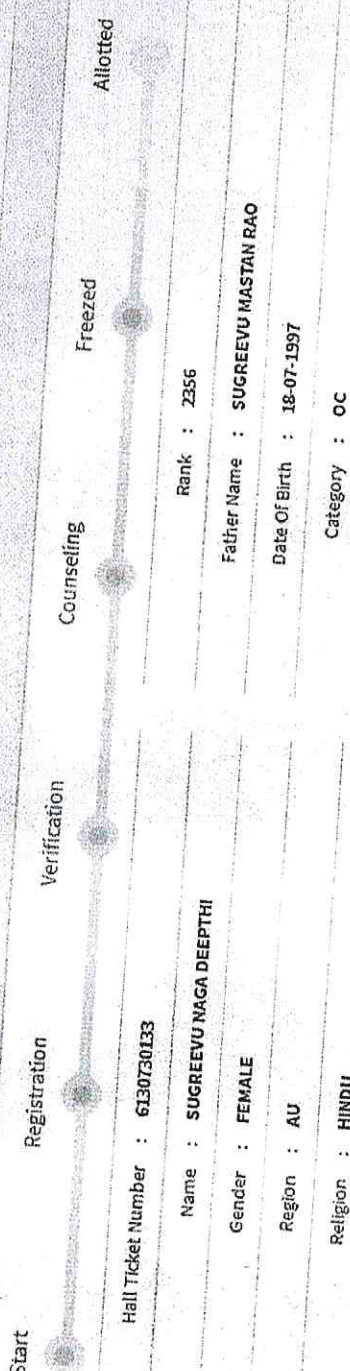 Start Registration Verification Counseling Freezed Allotted
Hall Ticket Number : 6130730133 Rank : 2356
Name : SUGREEVU NAGA DEEPTHI Father Name : SUGREEVU MASTAN RAO
Gender : FEMALE Date Of Birth : 18-07-1997
Region : AU Category : OC
Religion : HINDU